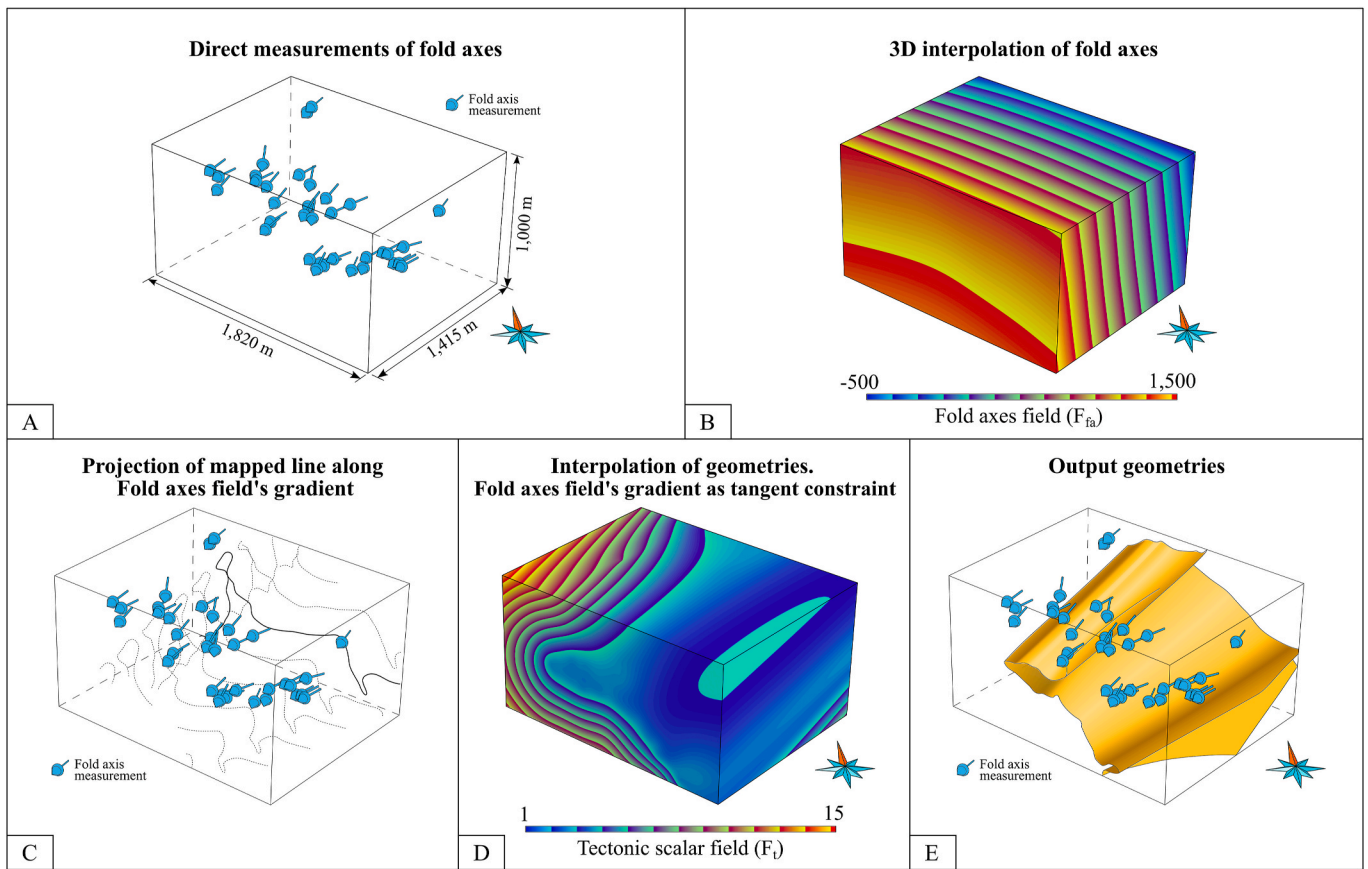 Direct measurements of fold axes
Fold axis
measurement
1,000 m
1,820 m
1,415 m
A
3D interpolation of fold axes
-500
1,500
Fold axes field (Ffa)
B
Projection of mapped line along
Fold axes field's gradient
Fold axis
measurement
C
Interpolation of geometries.
Fold axes field's gradient as tangent constraint
1
15
Tectonic scalar field (Ft)
D
Output geometries
Fold axis
measurement
E